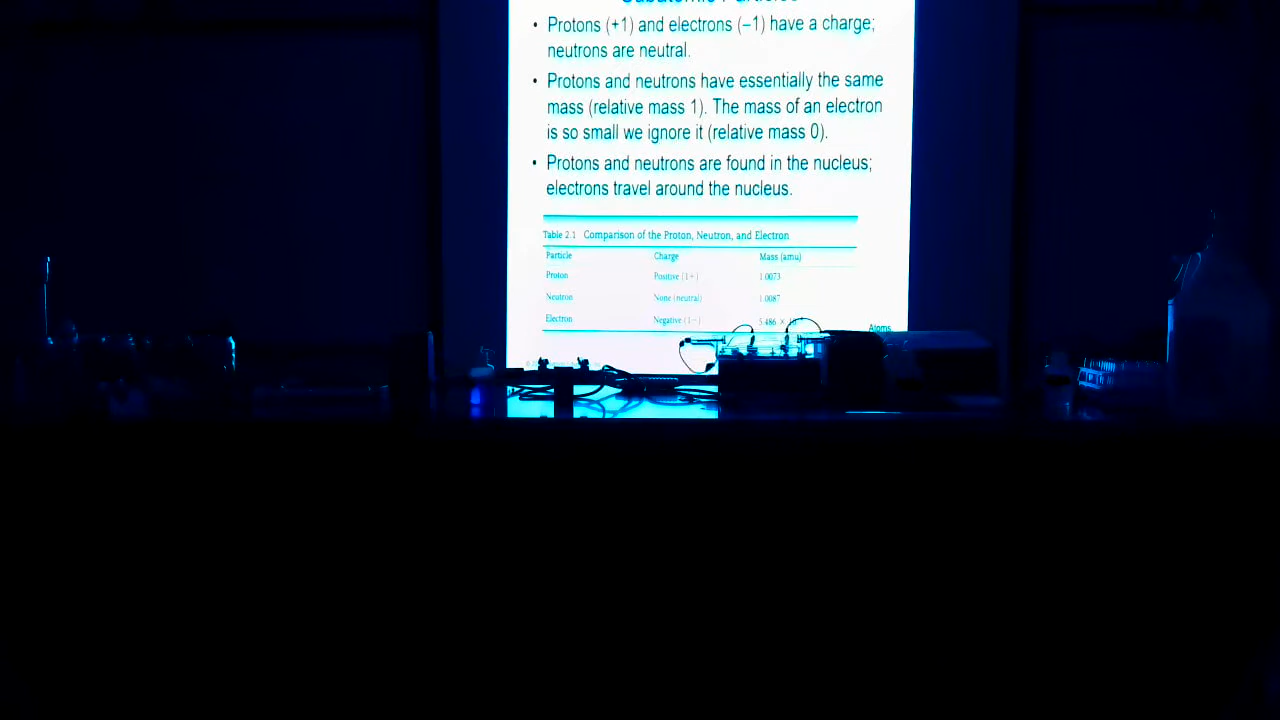 Subatomic Particles
• Protons (+1) and electrons (–1) have a charge;
neutrons are neutral.
• Protons and neutrons have essentially the same
mass (relative mass 1). The mass of an electron
is so small we ignore it (relative mass 0).
• Protons and neutrons are found in the nucleus;
electrons travel around the nucleus.
Table 2.1 Comparison of the Proton, Neutron, and Electron
Particle Charge Mass (amu)
Proton Positive (1+) 1.0073
Neutron None (neutral) 1.0087
Electron Negative (1−) 5.486 ×
Atoms